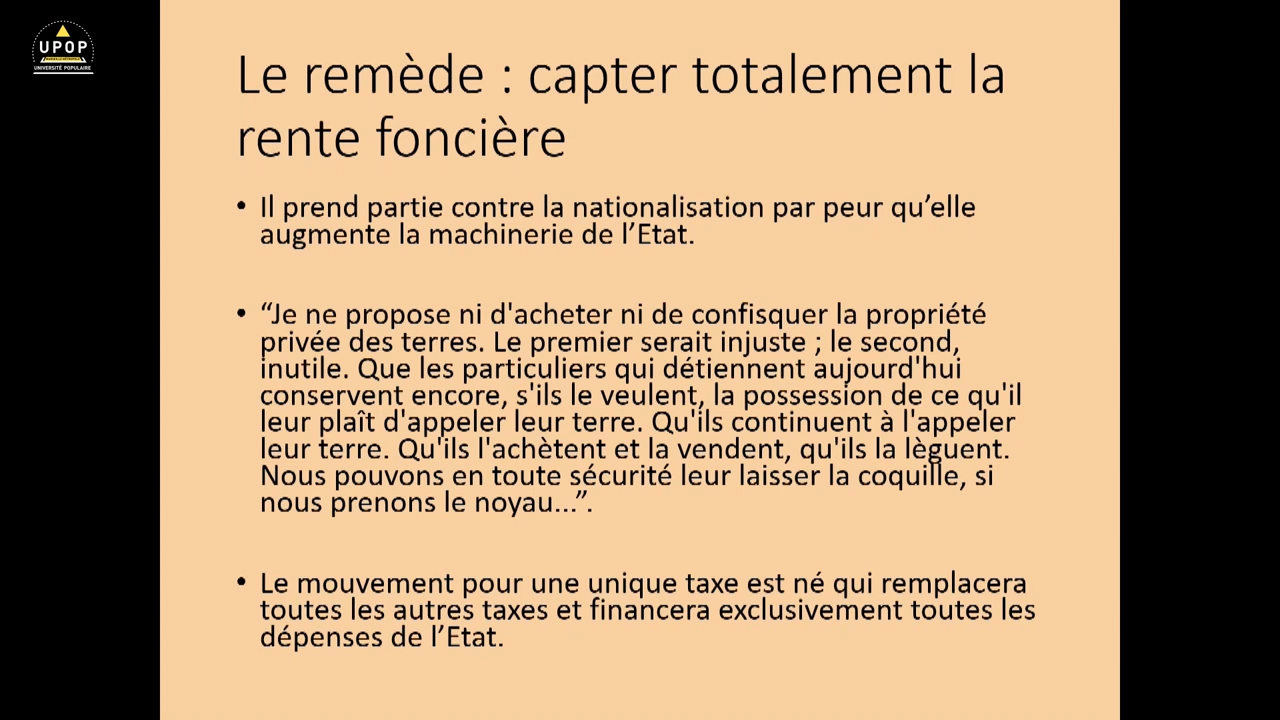 UPOP
UNIVERSITÉ POPULAIRE
Le remède : capter totalement la
rente foncière
• Il prend partie contre la nationalisation par peur qu’elle
augmente la machinerie de l’Etat.
• “Je ne propose ni d'acheter ni de confisquer la propriété
privée des terres. Le premier serait injuste ; le second,
inutile. Que les particuliers qui détiennent aujourd'hui
conservent encore, s'ils le veulent, la possession de ce qu'il
leur plaît d'appeler leur terre. Qu'ils continuent à l'appeler
leur terre. Qu'ils l'achètent et la vendent, qu'ils la lèguent.
Nous pouvons en toute sécurité leur laisser la coquille, si
nous prenons le noyau...”.
• Le mouvement pour une unique taxe est né qui remplacera
toutes les autres taxes et financera exclusivement toutes les
dépenses de l’Etat.